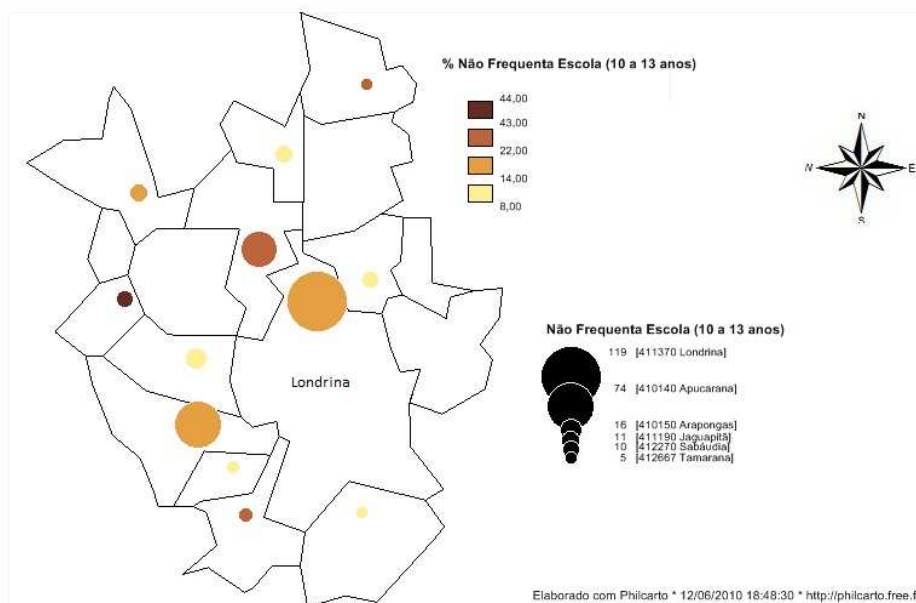 % Não Frequenta Escola (10 a 13 anos)
44,00
43,00
22,00
14,00
8,00
N
W E
S
Londrina
Não Frequenta Escola (10 a 13 anos)
119 [411370 Londrina]
74 [410140 Apucarana]
16 [410150 Arapongas]
11 [411190 Jaguapitã]
10 [412270 Sabáudia]
5 [412667 Tamarana]
Elaborado com Philcarto * 12/06/2010 18:48:30 * http://philcarto.free.f